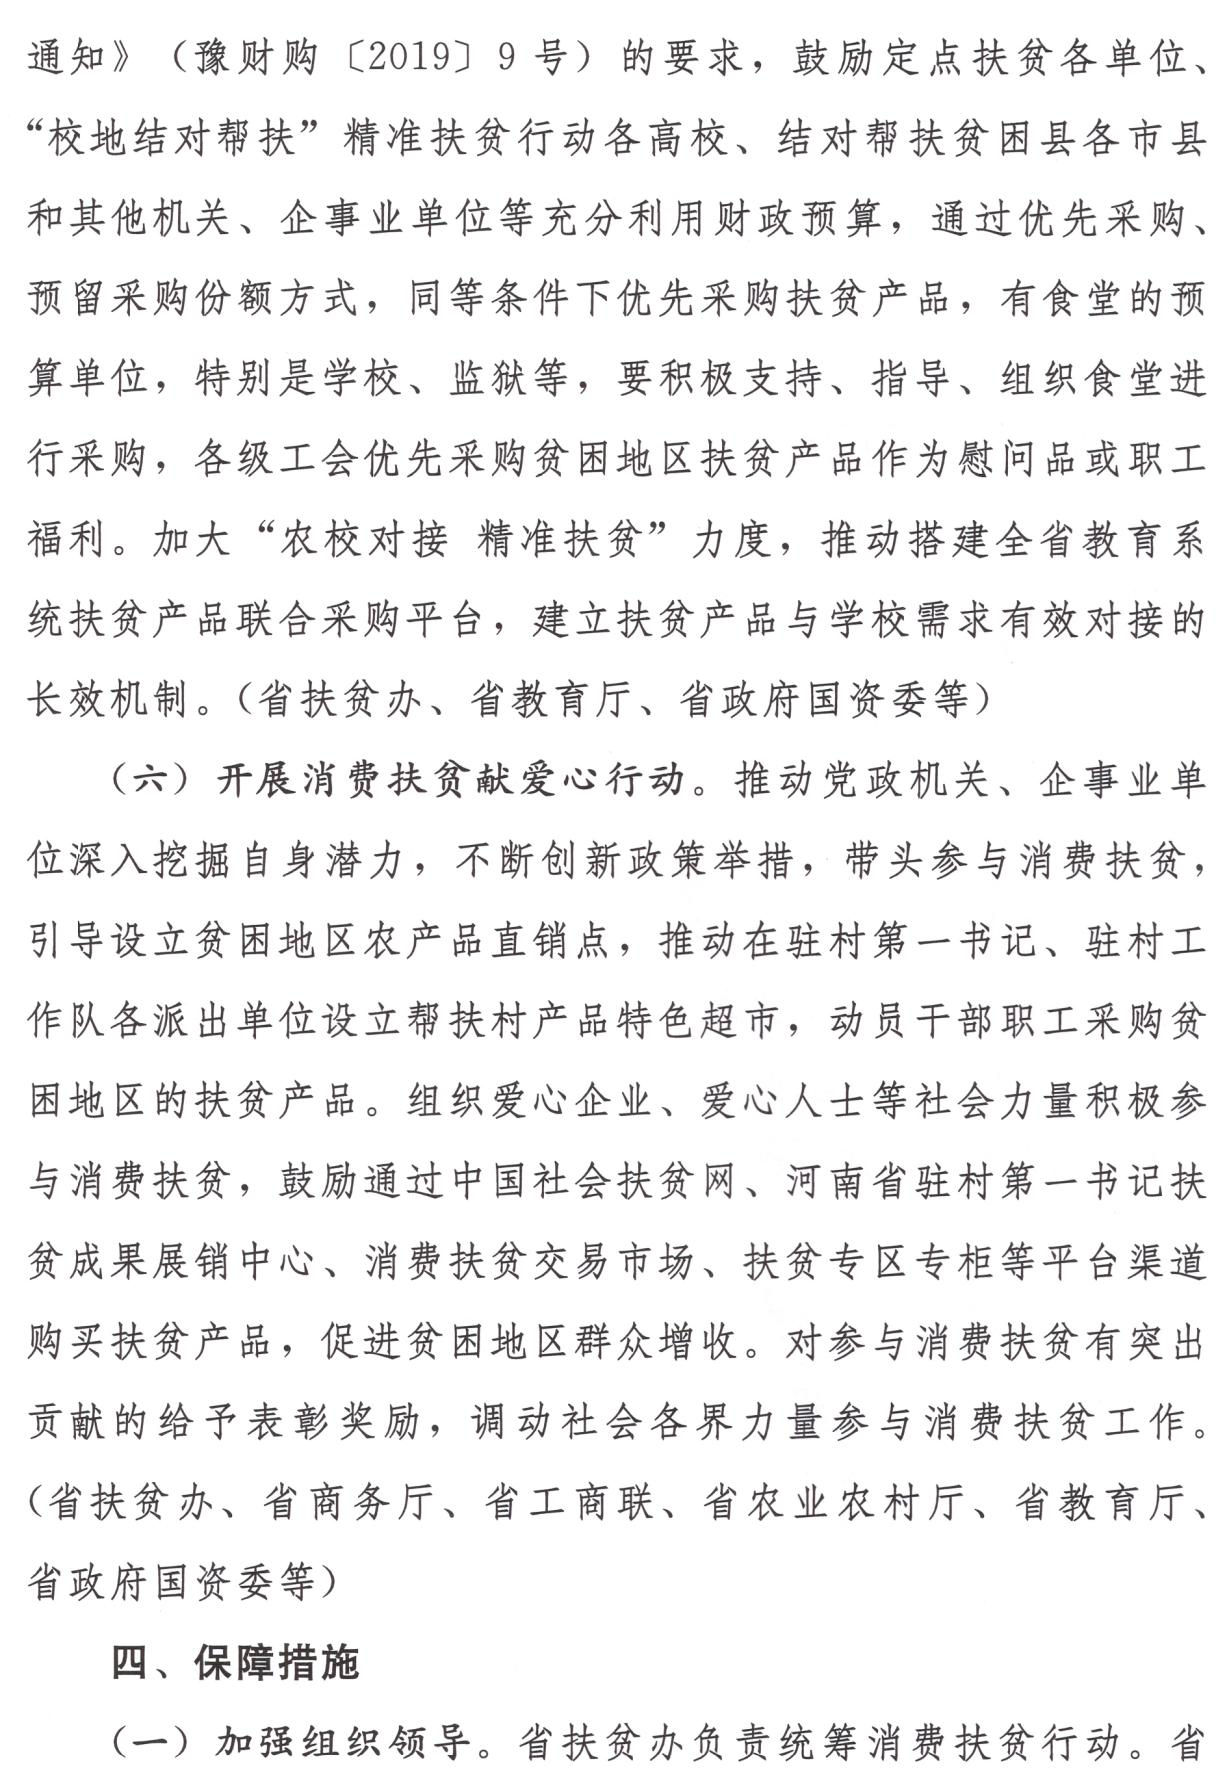 通知》（豫财购〔2019〕9 号）的要求，鼓励定点扶贫各单位、
“校地结对帮扶”精准扶贫行动各高校、结对帮扶贫困县各市县
和其他机关、企事业单位等充分利用财政预算，通过优先采购、
预留采购份额方式，同等条件下优先采购扶贫产品，有食堂的预
算单位，特别是学校、监狱等，要积极支持、指导、组织食堂进
行采购，各级工会优先采购贫困地区扶贫产品作为慰问品或职工
福利。加大“农校对接 精准扶贫”力度，推动搭建全省教育系
统扶贫产品联合采购平台，建立扶贫产品与学校需求有效对接的
长效机制。（省扶贫办、省教育厅、省政府国资委等）
（六）开展消费扶贫献爱心行动。推动党政机关、企事业单
位深入挖掘自身潜力，不断创新政策举措，带头参与消费扶贫，
引导设立贫困地区农产品直销点，推动在驻村第一书记、驻村工
作队各派出单位设立帮扶村产品特色超市，动员干部职工采购贫
困地区的扶贫产品。组织爱心企业、爱心人士等社会力量积极参
与消费扶贫，鼓励通过中国社会扶贫网、河南省驻村第一书记扶
贫成果展销中心、消费扶贫交易市场、扶贫专区专柜等平台渠道
购买扶贫产品，促进贫困地区群众增收。对参与消费扶贫有突出
贡献的给予表彰奖励，调动社会各界力量参与消费扶贫工作。
（省扶贫办、省商务厅、省工商联、省农业农村厅、省教育厅、
省政府国资委等）
四、保障措施
（一）加强组织领导。省扶贫办负责统筹消费扶贫行动。省